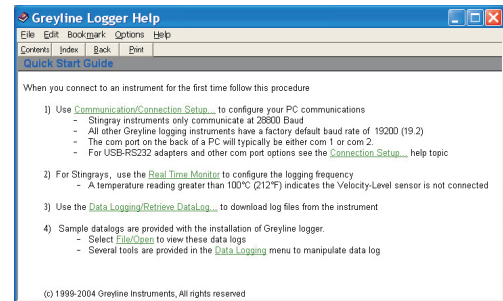 Greyline Logger Help
File Edit Bookmark Options Help
Contents Index Back Print
Quick Start Guide
When you connect to an instrument for the first time follow this procedure
1) Use Communication/Connection Setup... to configure your PC communications
- Stingray instruments only communicate at 28800 Baud
- All other Greyline logging instruments have a factory default baud rate of 19200 (19.2)
- The com port on the back of a PC will typically be either com 1 or com 2.
- For USB-RS232 adapters and other com port options see the Connection Setup... help topic
2) For Stingrays, use the Real Time Monitor to configure the logging frequency
- A temperature reading greater than 100°C (212°F) indicates the Velocity-Level sensor is not connected
3) Use the Data Logging/Retrieve DataLog... to download log files from the instrument
4) Sample datalogs are provided with the installation of Greyline logger.
- Select File/Open to view these data logs
- Several tools are provided in the Data Logging menu to manipulate data log
(c) 1999-2004 Greyline Instruments, All rights reserved